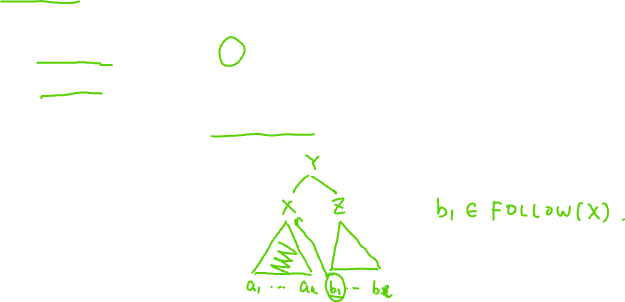 Y
X Z
b₁ ∈ FOLLOW(X).
a₁ ... aₖ b₁ ... bₗ